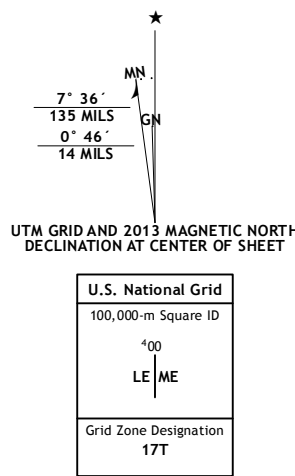 ★
MN
7° 36´
135 MILS
GN
0° 46´
14 MILS
UTM GRID AND 2013 MAGNETIC NORTH
DECLINATION AT CENTER OF SHEET
U.S. National Grid
100,000-m Square ID
⁴00
LE ME
Grid Zone Designation
17T